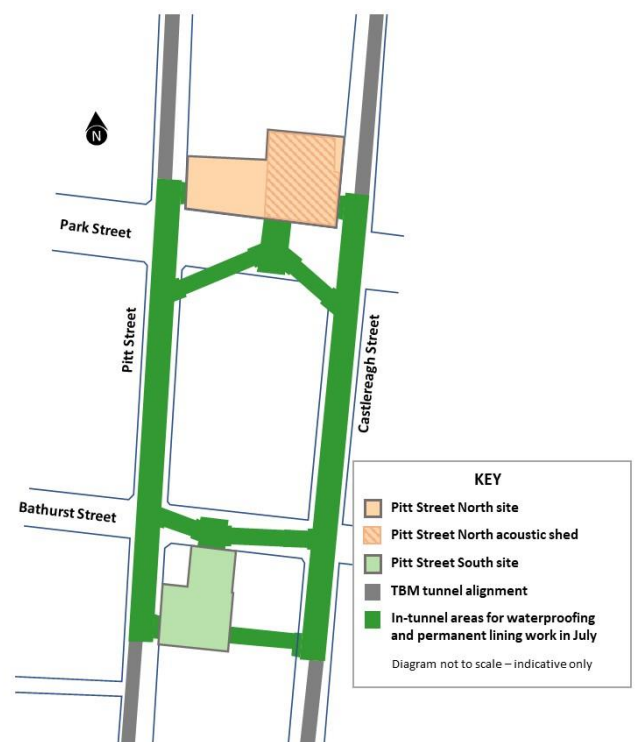 N
Park Street
Pitt Street
Castlereagh Street
Bathurst Street
KEY
Pitt Street North site
Pitt Street North acoustic shed
Pitt Street South site
TBM tunnel alignment
In-tunnel areas for waterproofing
and permanent lining work in July
Diagram not to scale – indicative only